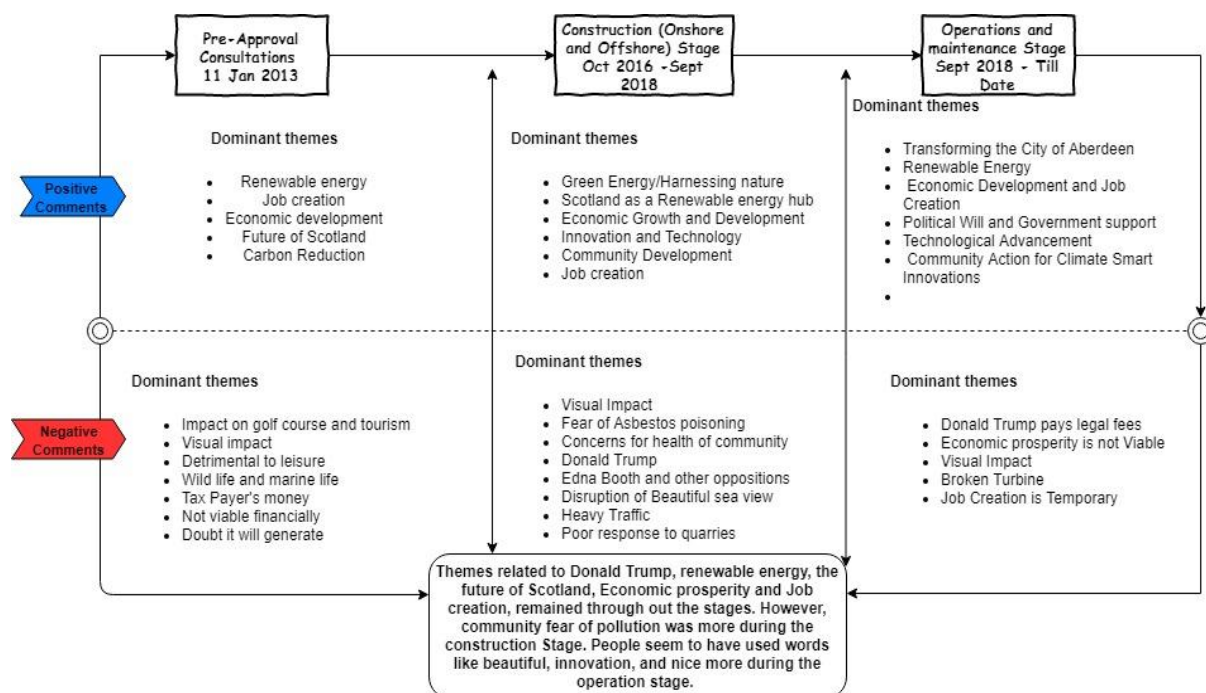 Pre-Approval
Consultations
11 Jan 2013
Construction (Onshore
and Offshore) Stage
Oct 2016 -Sept
2018
Operations and
maintenance Stage
Sept 2018 - Till
Date
Positive
Comments
Dominant themes
Renewable energy
Job creation
Economic development
Future of Scotland
Carbon Reduction
Dominant themes
Green Energy/Harnessing nature
Scotland as a Renewable energy hub
Economic Growth and Development
Innovation and Technology
Community Development
Job creation
Dominant themes
Transforming the City of Aberdeen
Renewable Energy
Economic Development and Job
Creation
Political Will and Government support
Technological Advancement
Community Action for Climate Smart
Innovations
Negative
Comments
Dominant themes
Impact on golf course and tourism
Visual impact
Detrimental to leisure
Wild life and marine life
Tax Payer's money
Not viable financially
Doubt it will generate
Dominant themes
Visual Impact
Fear of Asbestos poisoning
Concerns for health of community
Donald Trump
Edna Booth and other oppositions
Disruption of Beautiful sea view
Heavy Traffic
Poor response to quarries
Dominant themes
Donald Trump pays legal fees
Economic prosperity is not Viable
Visual Impact
Broken Turbine
Job Creation is Temporary
Themes related to Donald Trump, renewable energy, the
future of Scotland, Economic prosperity and Job
creation, remained through out the stages. However,
community fear of pollution was more during the
construction Stage. People seem to have used words
like beautiful, innovation, and nice more during the
operation stage.